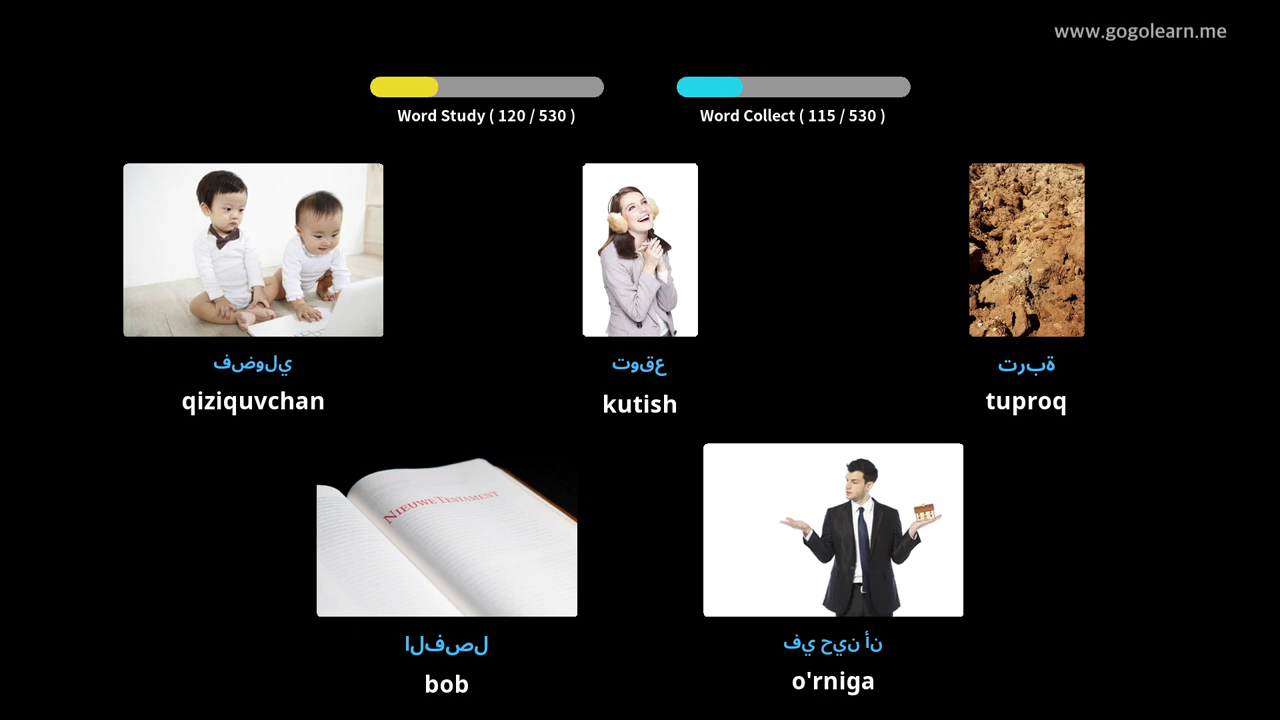 www.gogolearn.me
Word Study ( 120 / 530 )
Word Collect ( 115 / 530 )
فضولي
qiziquvchan
توقع
kutish
تربة
tuproq
الفصل
bob
في حين أن
o'rniga
NIEUWE TESTAMENT